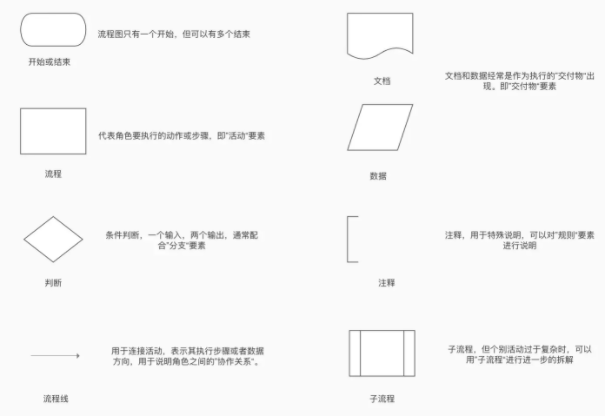 流程图只有一个开始，但可以有多个结束
开始或结束
代表角色要执行的动作或步骤，即"活动"要素
流程
条件判断，一个输入，两个输出，通常配
合"分支"要素
判断
用于连接活动，表示其执行步骤或者数据
方向，用于说明角色之间的"协作关系"。
流程线
文档
文档和数据经常是作为执行的"交付物"出
现。即"交付物"要素
数据
注释，用于特殊说明，可以对"规则"要素
进行说明
注释
子流程，但个别活动过于复杂时，可以
用"子流程"进行进一步的拆解
子流程